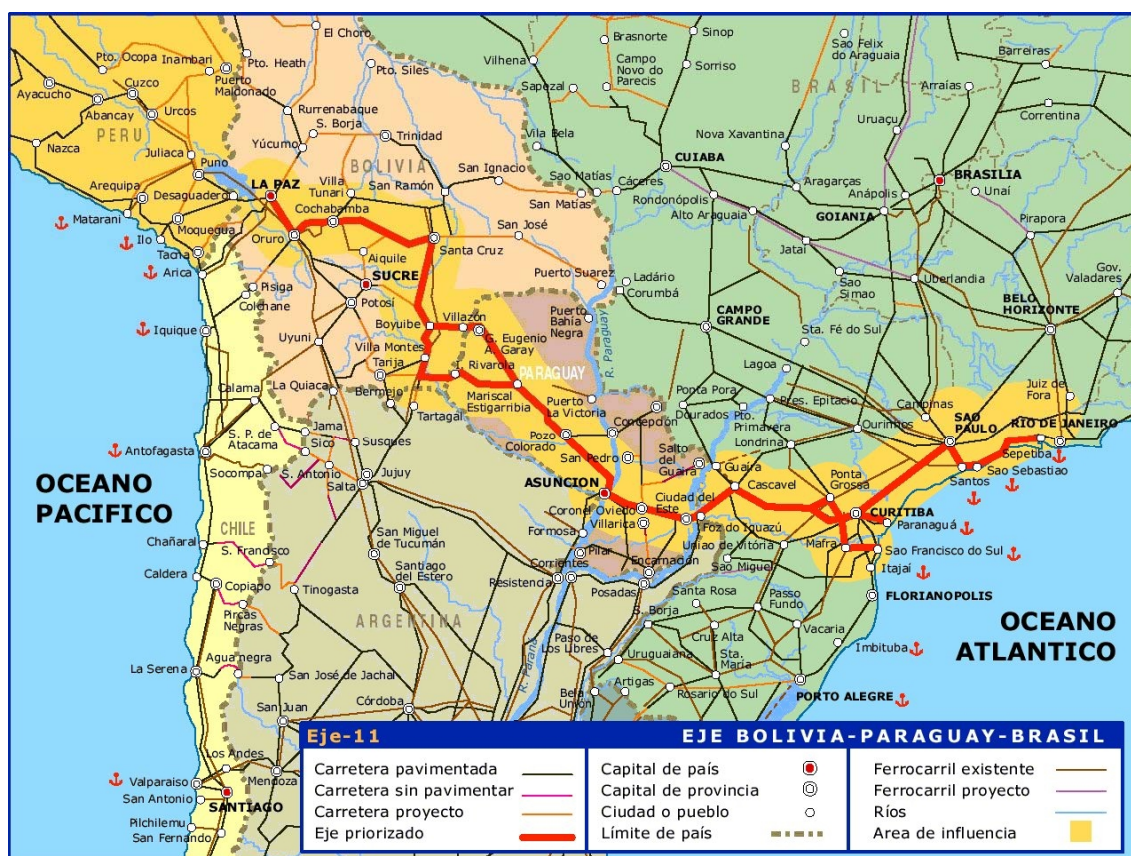 El Choro
Sinop
Pto. Ocopa
Inambari
Pto. Heath
Pto. Siles
Vilhena
Brasnorte
Campo
Novo do
Parecis
Sorriso
Sao Felix
do Araguaia
Barreiras
Ayacucho
Cuzco
Puerto
Maldonado
Sapezal
BRASIL
Arraías
Abancay
Urcos
Rurrenabaque
S. Borja
Trinidad
Uruaçu
Correntina
PERU
Nazca
Juliaca
Yúcumo
Vila Bela
Nova Xavantina
Puno
BOLIVIA
San Ignacio
CUIABA
Arequipa
Desaguadero
LA PAZ
Villa
Tunari
San Ramón
Sao Matías
Cáceres
Aragarças
BRASILIA
Matarani
Moquegua
Cochabamba
San Matías
Rondonópolis
Alto Araguaia
Anápolis
Unaí
GOIANIA
Pirapora
Ilo
Tacna
Oruro
San José
Jataí
Arica
Santa Cruz
Aiquile
Puerto Suarez
Ladário
Corumbá
Sao
Simao
Uberlandia
Gov.
Valadares
Pisiga
Colchane
SUCRE
Potosí
Puerto
Bahía
Negra
R. Paraguay
CAMPO
GRANDE
BELO
HORIZONTE
Iquique
Boyuibe
Villazón
G. Eugenio
A. Garay
Sta. Fé do Sul
Uyuni
Villa Montes
Tarija
I. Rivarola
PARAGUAY
Lagoa
Calama
La Quiaca
Bermejo
Mariscal
Estigarribia
Puerto
La Victoria
Ponta Pora
Dourados
Pto.
Primavera
Pres. Epitacio
Campinas
Juiz de
Fora
Tartagal
Jama
Sico
Concepción
SAO
PAULO
RIO DE JANEIRO
S. P. de
Atacama
Susques
Pozo
Colorado
Londrina
Ourinhos
Antofagasta
Socompa
S. Antonio
Jujuy
San Pedro
Salto
del
Guaira
Guaira
Sepetiba
Sao Sebastiao
Salta
ASUNCION
Cascavel
Ponta
Grossa
Santos
OCEANO
PACIFICO
Coronel Oviedo
Ciudad del
Este
Villarica
Foz do Iguazú
CURITIBA
Paranaguá
CHILE
Chañaral
San Miguel
de Tucumán
Formosa
Uniao de Vitória
Mafra
S. Francisco
Pilar
Encarnación
Sao Miguel
Sao Francisco do Sul
Caldera
Copiapo
Santiago
del Estero
Corrientes
Itajaí
Tinogasta
Resistencia
Posadas
Santa Rosa
Passo
Fundo
FLORIANOPOLIS
Pircas
Negras
S. Borja
ARGENTINA
Paso de
Los Libres
Cruz Alta
Vacaria
OCEANO
ATLANTICO
R. Paraná
Uruguaiana
Sta.
Maria
Imbituba
La Serena
Agua negra
San José de Jachal
Bela
Unión
Artigas
Rosario do Sul
PORTO ALEGRE
San Juan
Córdoba
Los Andes
Mendoza
Valparaiso
San Antonio
SANTIAGO
Pilchilemu
San Fernando
Eje-11
EJE BOLIVIA-PARAGUAY-BRASIL
Carretera pavimentada
Carretera sin pavimentar
Carretera proyecto
Eje priorizado
Capital de país
Capital de provincia
Ciudad o pueblo
Límite de país
Ferrocarril existente
Ferrocarril proyecto
Ríos
Area de influencia